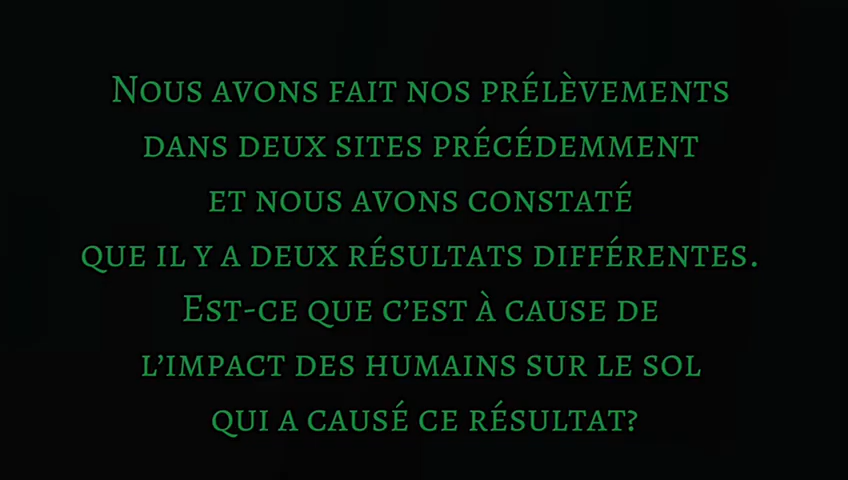 Nous avons fait nos prélèvements
dans deux sites précédemment
et nous avons constaté
que il y a deux résultats différentes.
Est-ce que c’est à cause de
l’impact des humains sur le sol
qui a causé ce résultat?